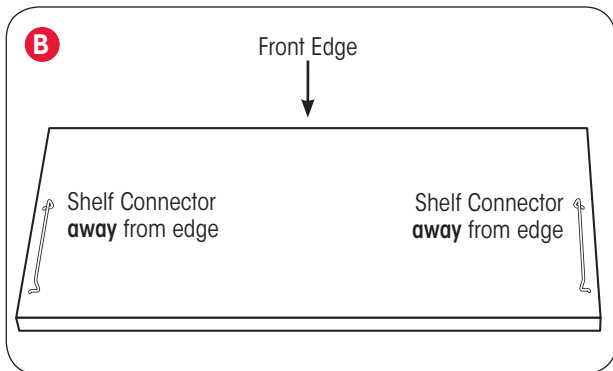 B
Front Edge
Shelf Connector
away from edge
Shelf Connector
away from edge